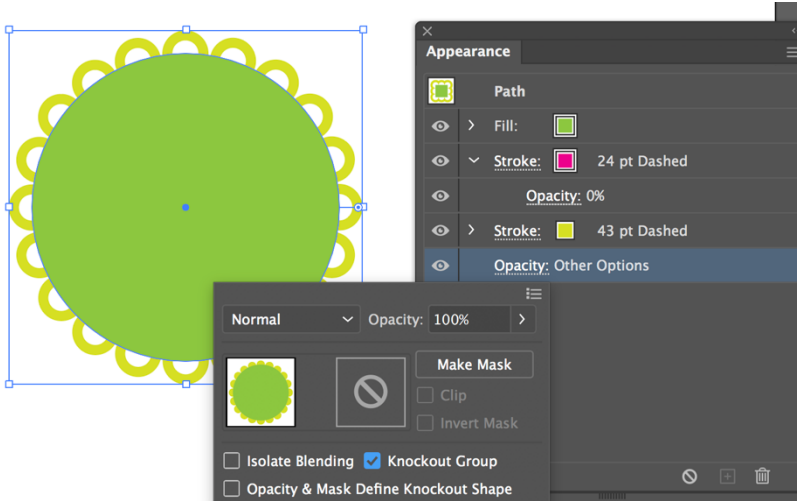 Appearance
Path
Fill:
Stroke: 24 pt Dashed
Opacity: 0%
Stroke: 43 pt Dashed
Opacity: Other Options
Normal Opacity: 100%
Make Mask
Clip
Invert Mask
Isolate Blending Knockout Group
Opacity & Mask Define Knockout Shape